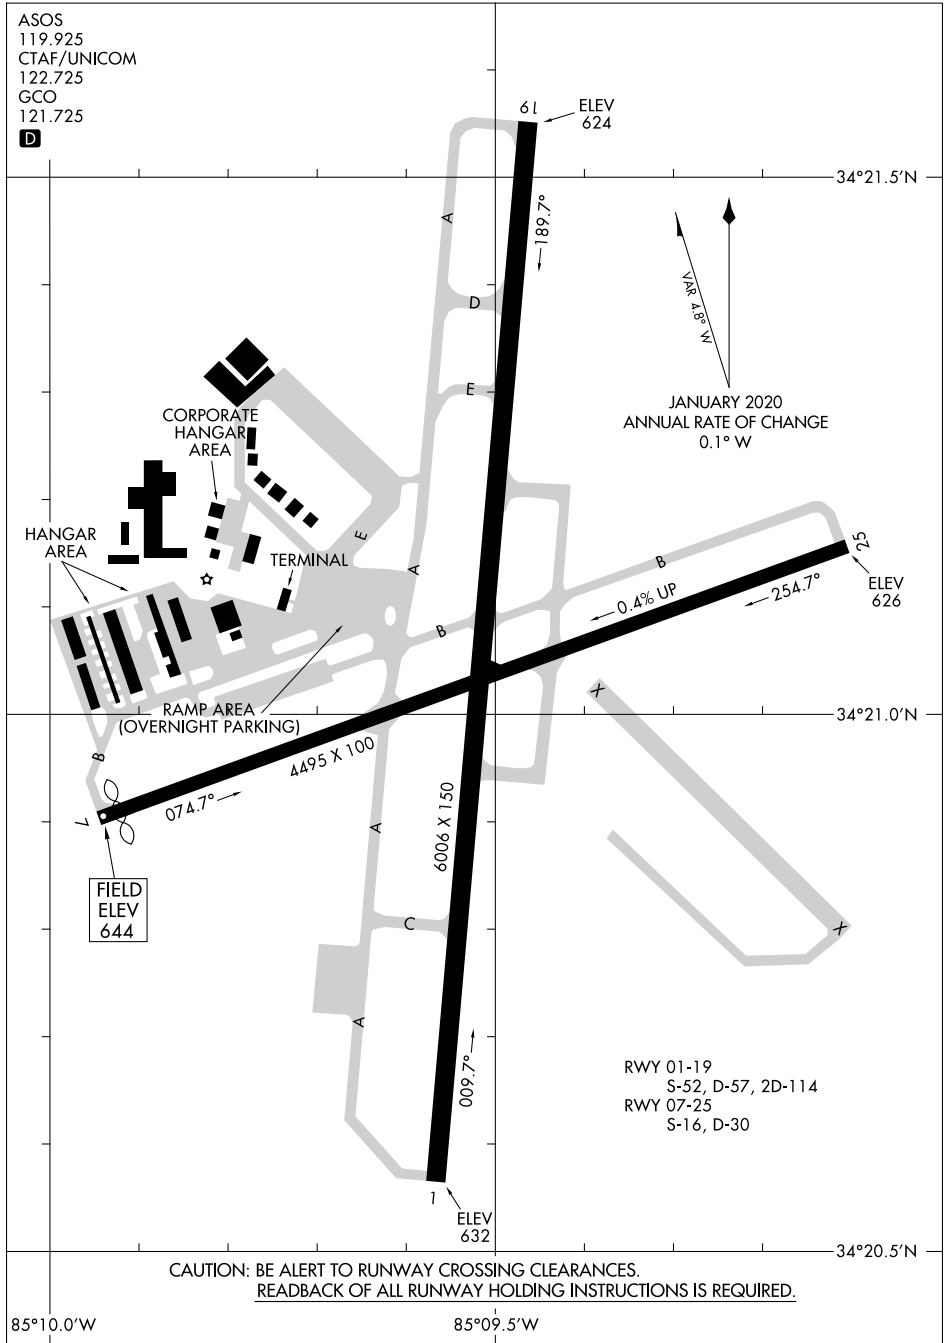 ASOS
119.925
CTAF/UNICOM
122.725
GCO
121.725
D
19
ELEV
624
34°21.5'N
A
189.7°
D
VAR 4.8° W
E
JANUARY 2020
ANNUAL RATE OF CHANGE
0.1° W
CORPORATE
HANGAR
AREA
HANGAR
AREA
E
TERMINAL
A
B
25
ELEV
626
0.4% UP
254.7°
B
RAMP AREA
(OVERNIGHT PARKING)
X
34°21.0'N
B
4495 X 100
074.7°
7
A
6006 X 150
FIELD
ELEV
644
C
X
A
009.7°
RWY 01-19
S-52, D-57, 2D-114
RWY 07-25
S-16, D-30
1
ELEV
632
34°20.5'N
CAUTION: BE ALERT TO RUNWAY CROSSING CLEARANCES.
READBACK OF ALL RUNWAY HOLDING INSTRUCTIONS IS REQUIRED.
85°10.0'W
85°09.5'W